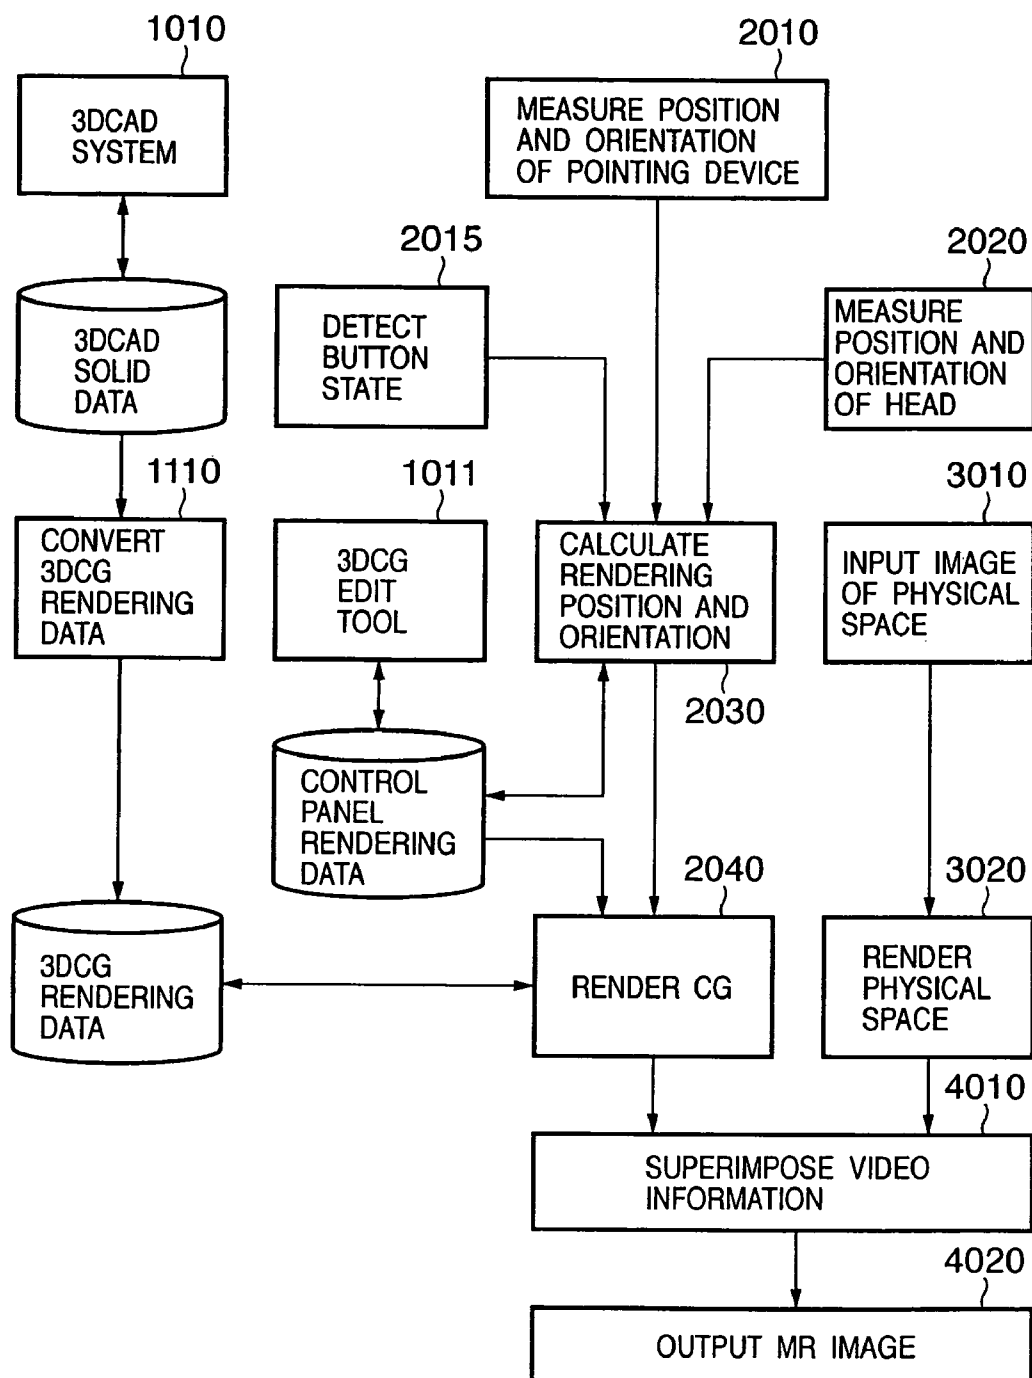 1010
3DCAD
SYSTEM
2010
MEASURE POSITION
AND ORIENTATION
OF POINTING DEVICE
2015
DETECT
BUTTON
STATE
2020
MEASURE
POSITION AND
ORIENTATION
OF HEAD
3DCAD
SOLID
DATA
1110
CONVERT
3DCG
RENDERING
DATA
1011
3DCG
EDIT
TOOL
CALCULATE
RENDERING
POSITION AND
ORIENTATION
2030
3010
INPUT IMAGE
OF PHYSICAL
SPACE
CONTROL
PANEL
RENDERING
DATA
3DCG
RENDERING
DATA
2040
RENDER CG
3020
RENDER
PHYSICAL
SPACE
4010
SUPERIMPOSE VIDEO
INFORMATION
4020
OUTPUT MR IMAGE